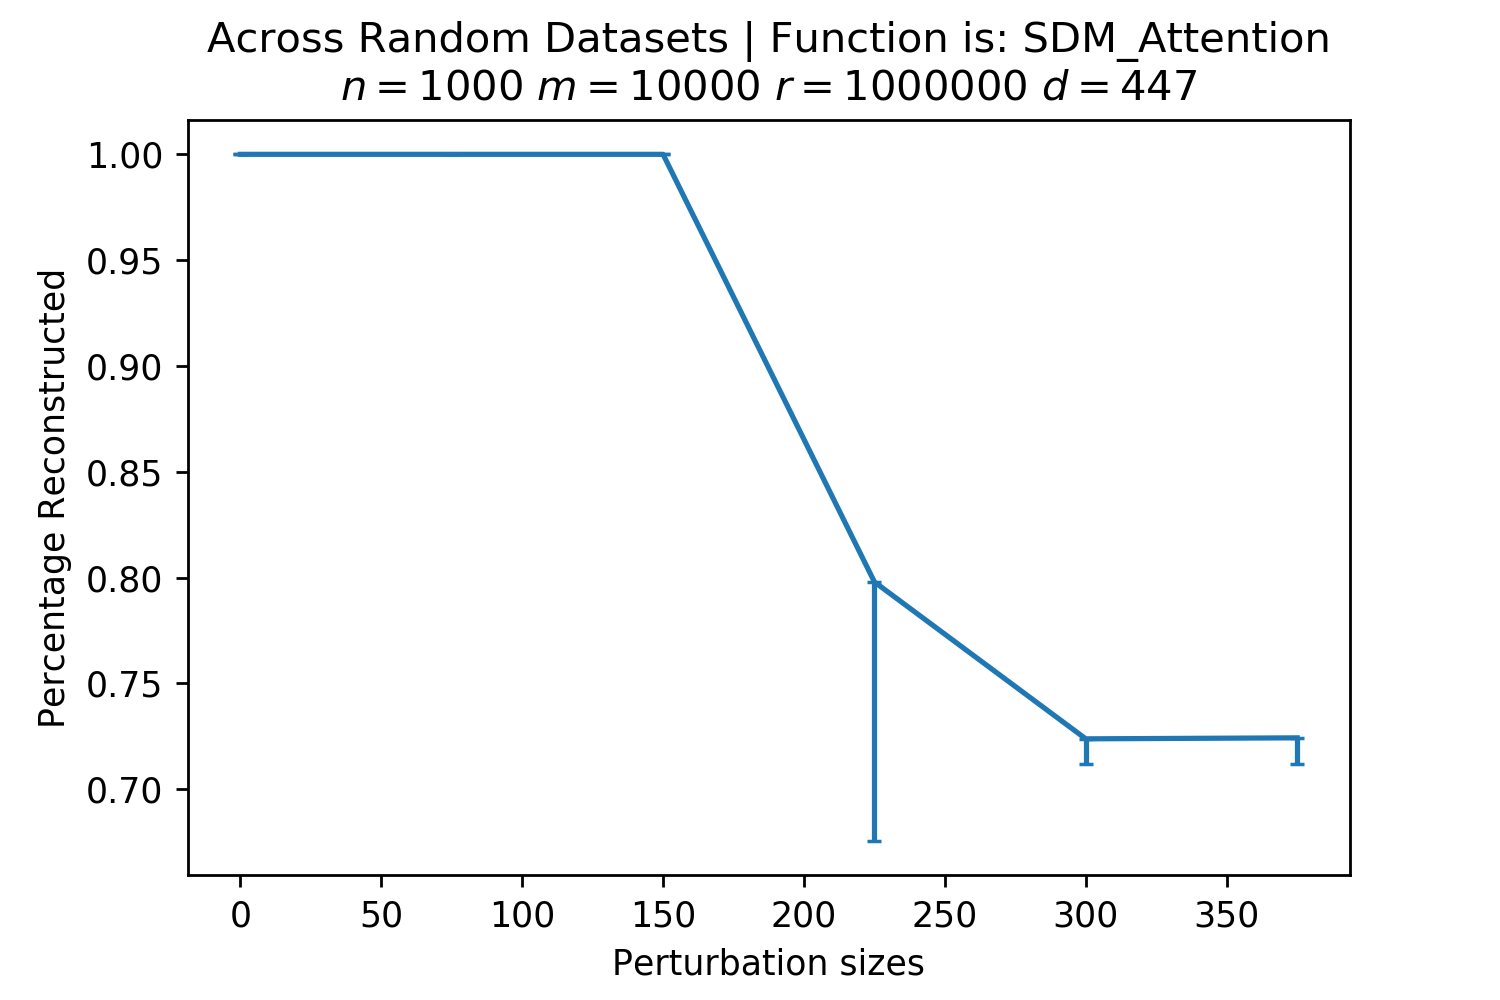 Across Random Datasets | Function is: SDM_Attention
n = 1000 m = 10000 r = 1000000 d = 447
1.00
0.95
0.90
0.85
0.80
0.75
0.70
Percentage Reconstructed
0 50 100 150 200 250 300 350
Perturbation sizes